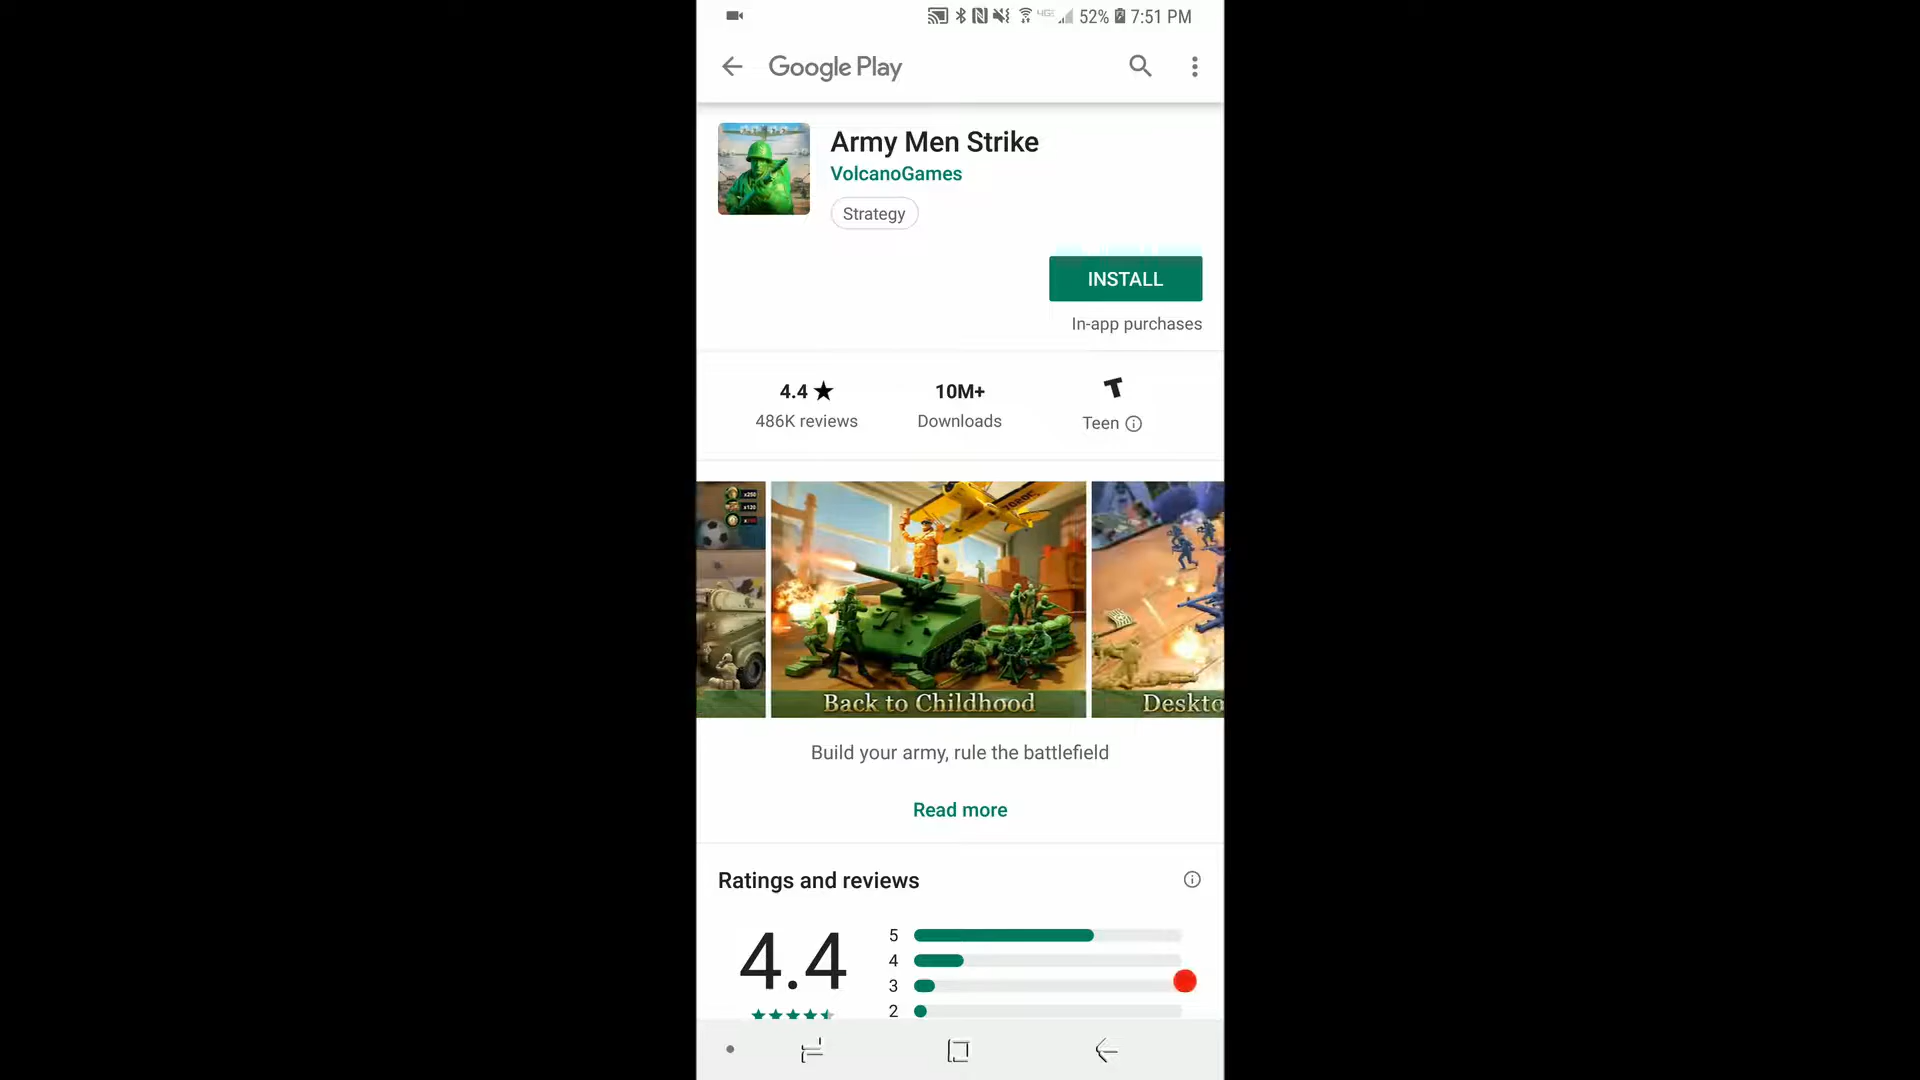 52% 7:51 PM
Google Play
Army Men Strike
VolcanoGames
Strategy
INSTALL
In-app purchases
4.4 ★
486K reviews
10M+
Downloads
T
Teen
x250
x120
Back to Childhood
Deskto
Build your army, rule the battlefield
Read more
Ratings and reviews
4.4
5
4
3
2